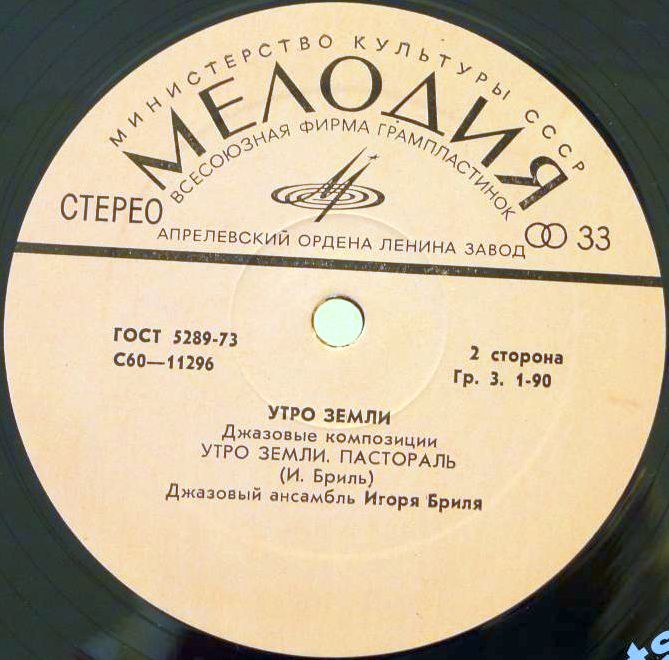 МИНИСТЕРСТВО КУЛЬТУРЫ СССР
МЕЛОДИЯ
ВСЕСОЮЗНАЯ ФИРМА ГРАМПЛАСТИНОК
СТЕРЕО
33
АПРЕЛЕВСКИЙ ОРДЕНА ЛЕНИНА ЗАВОД
ГОСТ 5289-73
С60—11296
2 сторона
Гр. 3. 1-90
УТРО ЗЕМЛИ
Джазовые композиции
УТРО ЗЕМЛИ. ПАСТОРАЛЬ
(И. Бриль)
Джазовый ансамбль Игоря Бриля